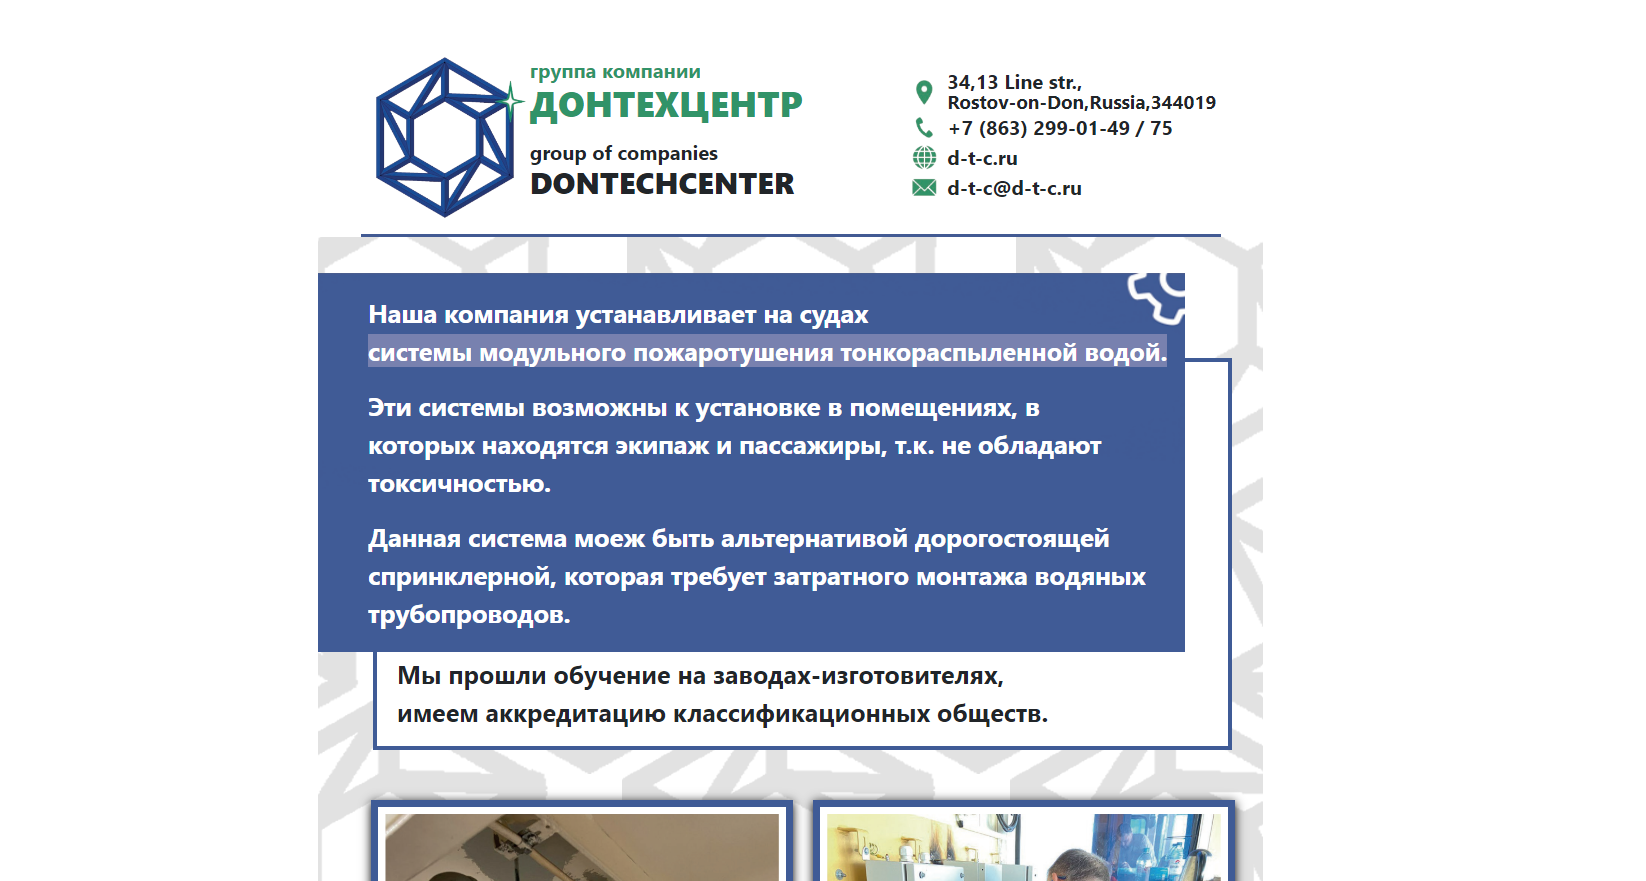 группа компании
ДОНТЕХЦЕНТР
group of companies
DONTECHCENTER
34,13 Line str.,
Rostov-on-Don,Russia,344019
+7 (863) 299-01-49 / 75
d-t-c.ru
d-t-c@d-t-c.ru
Наша компания устанавливает на судах
системы модульного пожаротушения тонкораспыленной водой.
Эти системы возможны к установке в помещениях, в
которых находятся экипаж и пассажиры, т.к. не обладают
токсичностью.
Данная система моеж быть альтернативой дорогостоящей
спринклерной, которая требует затратного монтажа водяных
трубопроводов.
Мы прошли обучение на заводах-изготовителях,
имеем аккредитацию классификационных обществ.